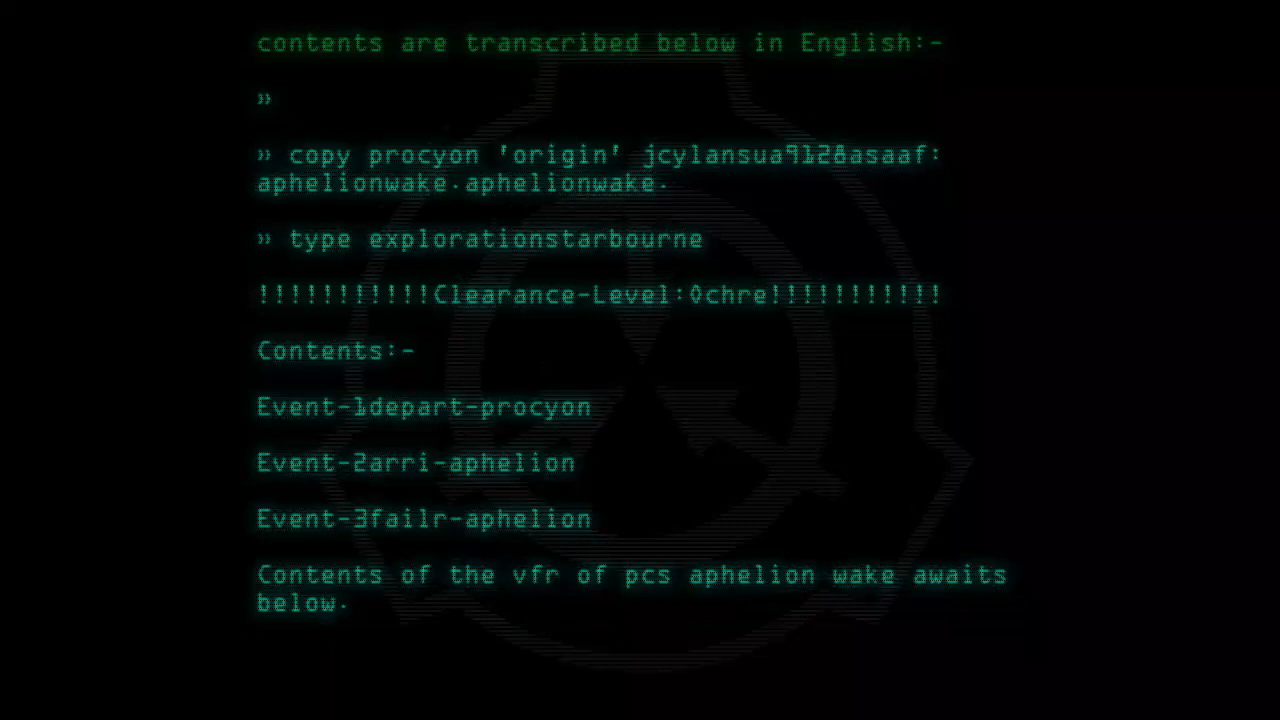 contents are transcribed below in English:-
»
» copy procyon 'origin' jcylansua9128asaaf:
aphelionwake.aphelionwake.
» type explorationstarbourne
!!!!!!!!!!!Clearance-Level:Ochre!!!!!!!!!!!
Contents:-
Event-1depart-procyon
Event-2arri-aphelion
Event-3failr-aphelion
Contents of the vfr of pcs aphelion wake awaits
below.